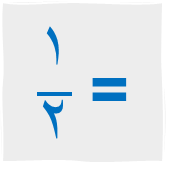 ١
٢ =